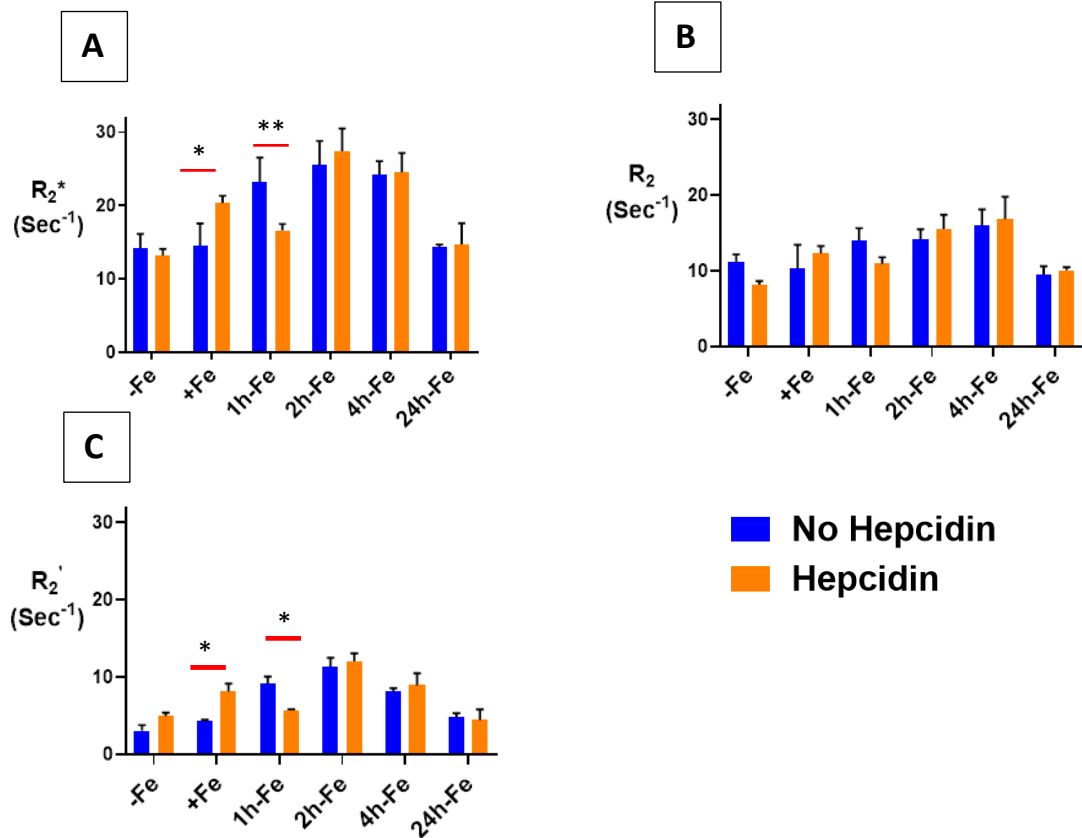 A
B
* **
30
20
10
0
R2*
(Sec-1)
-Fe +Fe 1h-Fe 2h-Fe 4h-Fe 24h-Fe
30
20
10
0
R2
(Sec-1)
-Fe +Fe 1h-Fe 2h-Fe 4h-Fe 24h-Fe
C
* *
30
20
10
0
R2'
(Sec-1)
-Fe +Fe 1h-Fe 2h-Fe 4h-Fe 24h-Fe
No Hepcidin
Hepcidin